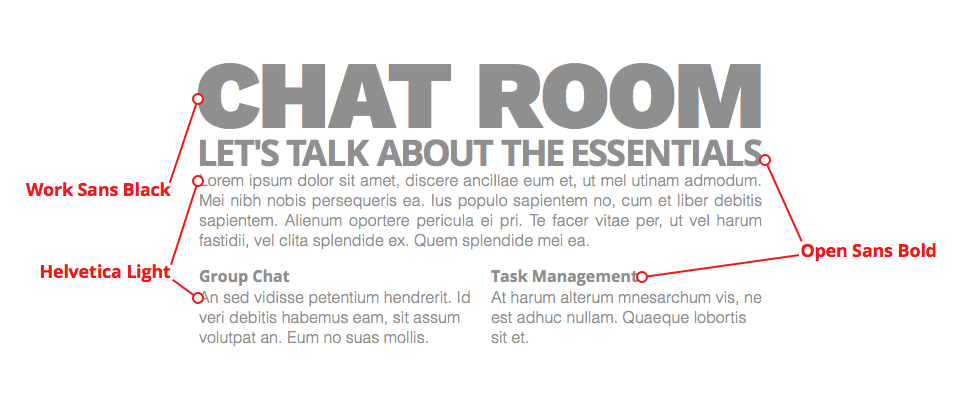 CHAT ROOM
LET'S TALK ABOUT THE ESSENTIALS
Work Sans Black
Lorem ipsum dolor sit amet, discere ancillae eum et, ut mel utinam admodum.
Mei nibh nobis persequeris ea. Ius populo sapientem no, cum et liber debitis
sapientem. Alienum oportere pericula ei pri. Te facer vitae per, ut vel harum
fastidii, vel clita splendide ex. Quem splendide mei ea.
Open Sans Bold
Helvetica Light
Group Chat
An sed vidisse petentium hendrerit. Id
veri debitis habemus eam, sit assum
volutpat an. Eum no suas mollis.
Task Management
At harum alterum mnesarchum vis, ne
est adhuc nullam. Quaeque lobortis
sit et.